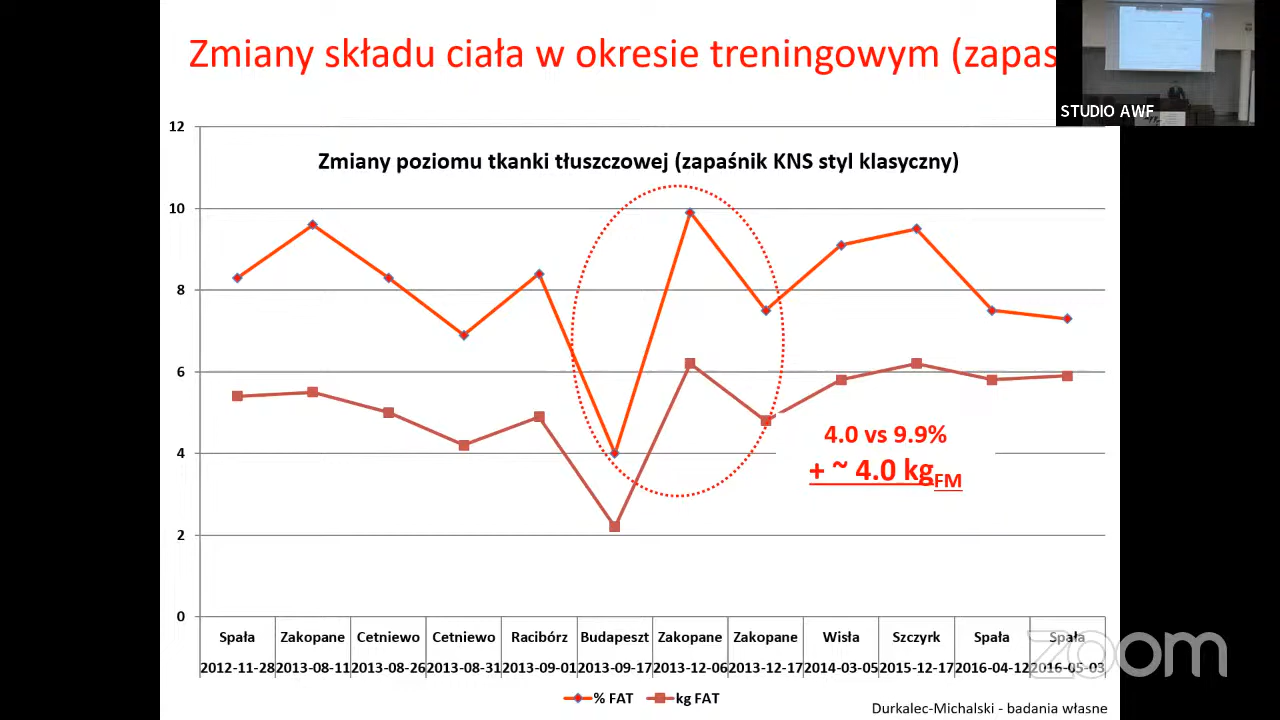 Zmiany składu ciała w okresie treningowym (zapas
STUDIO AWF
Zmiany poziomu tkanki tłuszczowej (zapaśnik KNS styl klasyczny)
12
10
8
6
4
2
0
4.0 vs 9.9%
+ ~ 4.0 kgFM
Spała Zakopane Cetniewo Cetniewo Racibórz Budapeszt Zakopane Zakopane Wisła Szczyrk Spała Spała
2012-11-28 2013-08-11 2013-08-26 2013-08-31 2013-09-01 2013-09-17 2013-12-06 2013-12-17 2014-03-05 2015-12-17 2016-04-12 2016-05-03
zoom
% FAT kg FAT
Durkalec-Michalski - badania własne